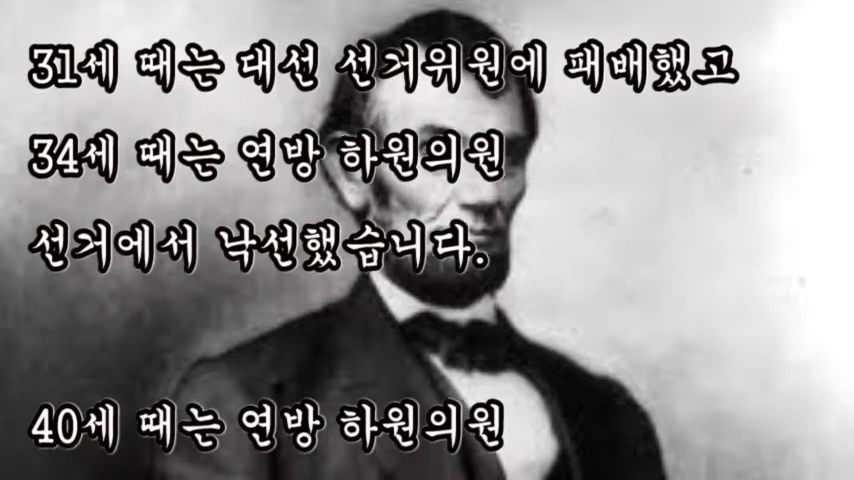 31세 때는 대선 선거위원에 패배했고
34세 때는 연방 하원의원
선거에서 낙선했습니다.
40세 때는 연방 하원의원